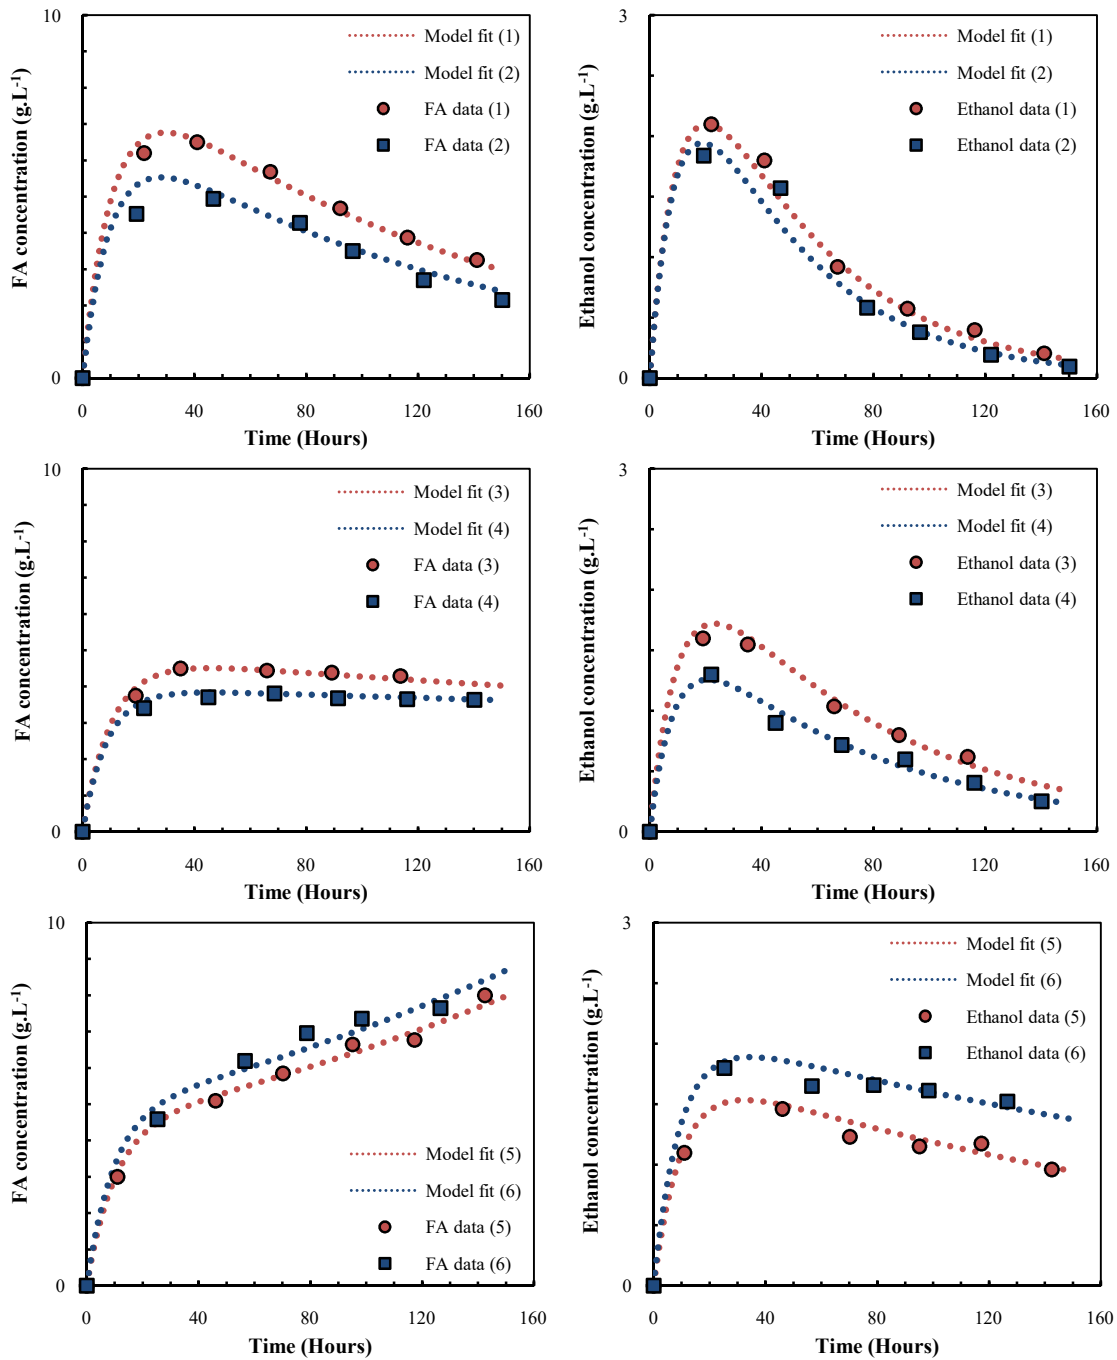 10
FA concentration (g.L-1)
Model fit (1)
Model fit (2)
FA data (1)
FA data (2)
0
0 40 80 120 160
Time (Hours)
3
Ethanol concentration (g.L-1)
Model fit (1)
Model fit (2)
Ethanol data (1)
Ethanol data (2)
0
0 40 80 120 160
Time (Hours)
10
FA concentration (g.L-1)
Model fit (3)
Model fit (4)
FA data (3)
FA data (4)
0
0 40 80 120 160
Time (Hours)
3
Ethanol concentration (g.L-1)
Model fit (3)
Model fit (4)
Ethanol data (3)
Ethanol data (4)
0
0 40 80 120 160
Time (Hours)
10
FA concentration (g.L-1)
Model fit (5)
Model fit (6)
FA data (5)
FA data (6)
0
0 40 80 120 160
Time (Hours)
3
Ethanol concentration (g.L-1)
Model fit (5)
Model fit (6)
Ethanol data (5)
Ethanol data (6)
0
0 40 80 120 160
Time (Hours)